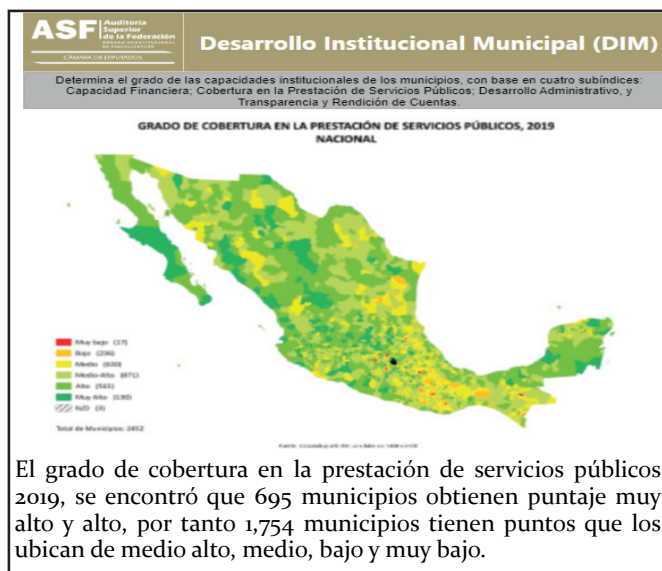 ASF Auditoría
Superior
de la Federación
CÁMARA DE DIPUTADOS
Desarrollo Institucional Municipal (DIM)
Determina el grado de las capacidades institucionales de los municipios, con base en cuatro subíndices:
Capacidad Financiera; Cobertura en la Prestación de Servicios Públicos; Desarrollo Administrativo, y
Transparencia y Rendición de Cuentas.
GRADO DE COBERTURA EN LA PRESTACIÓN DE SERVICIOS PÚBLICOS, 2019
NACIONAL
Muy bajo (17)
Bajo
Medio
Medio-Alto (871)
Alto
Muy Alto
N/D (3)
Total de Municipios: 2452
El grado de cobertura en la prestación de servicios públicos
2019, se encontró que 695 municipios obtienen puntaje muy
alto y alto, por tanto 1,754 municipios tienen puntos que los
ubican de medio alto, medio, bajo y muy bajo.